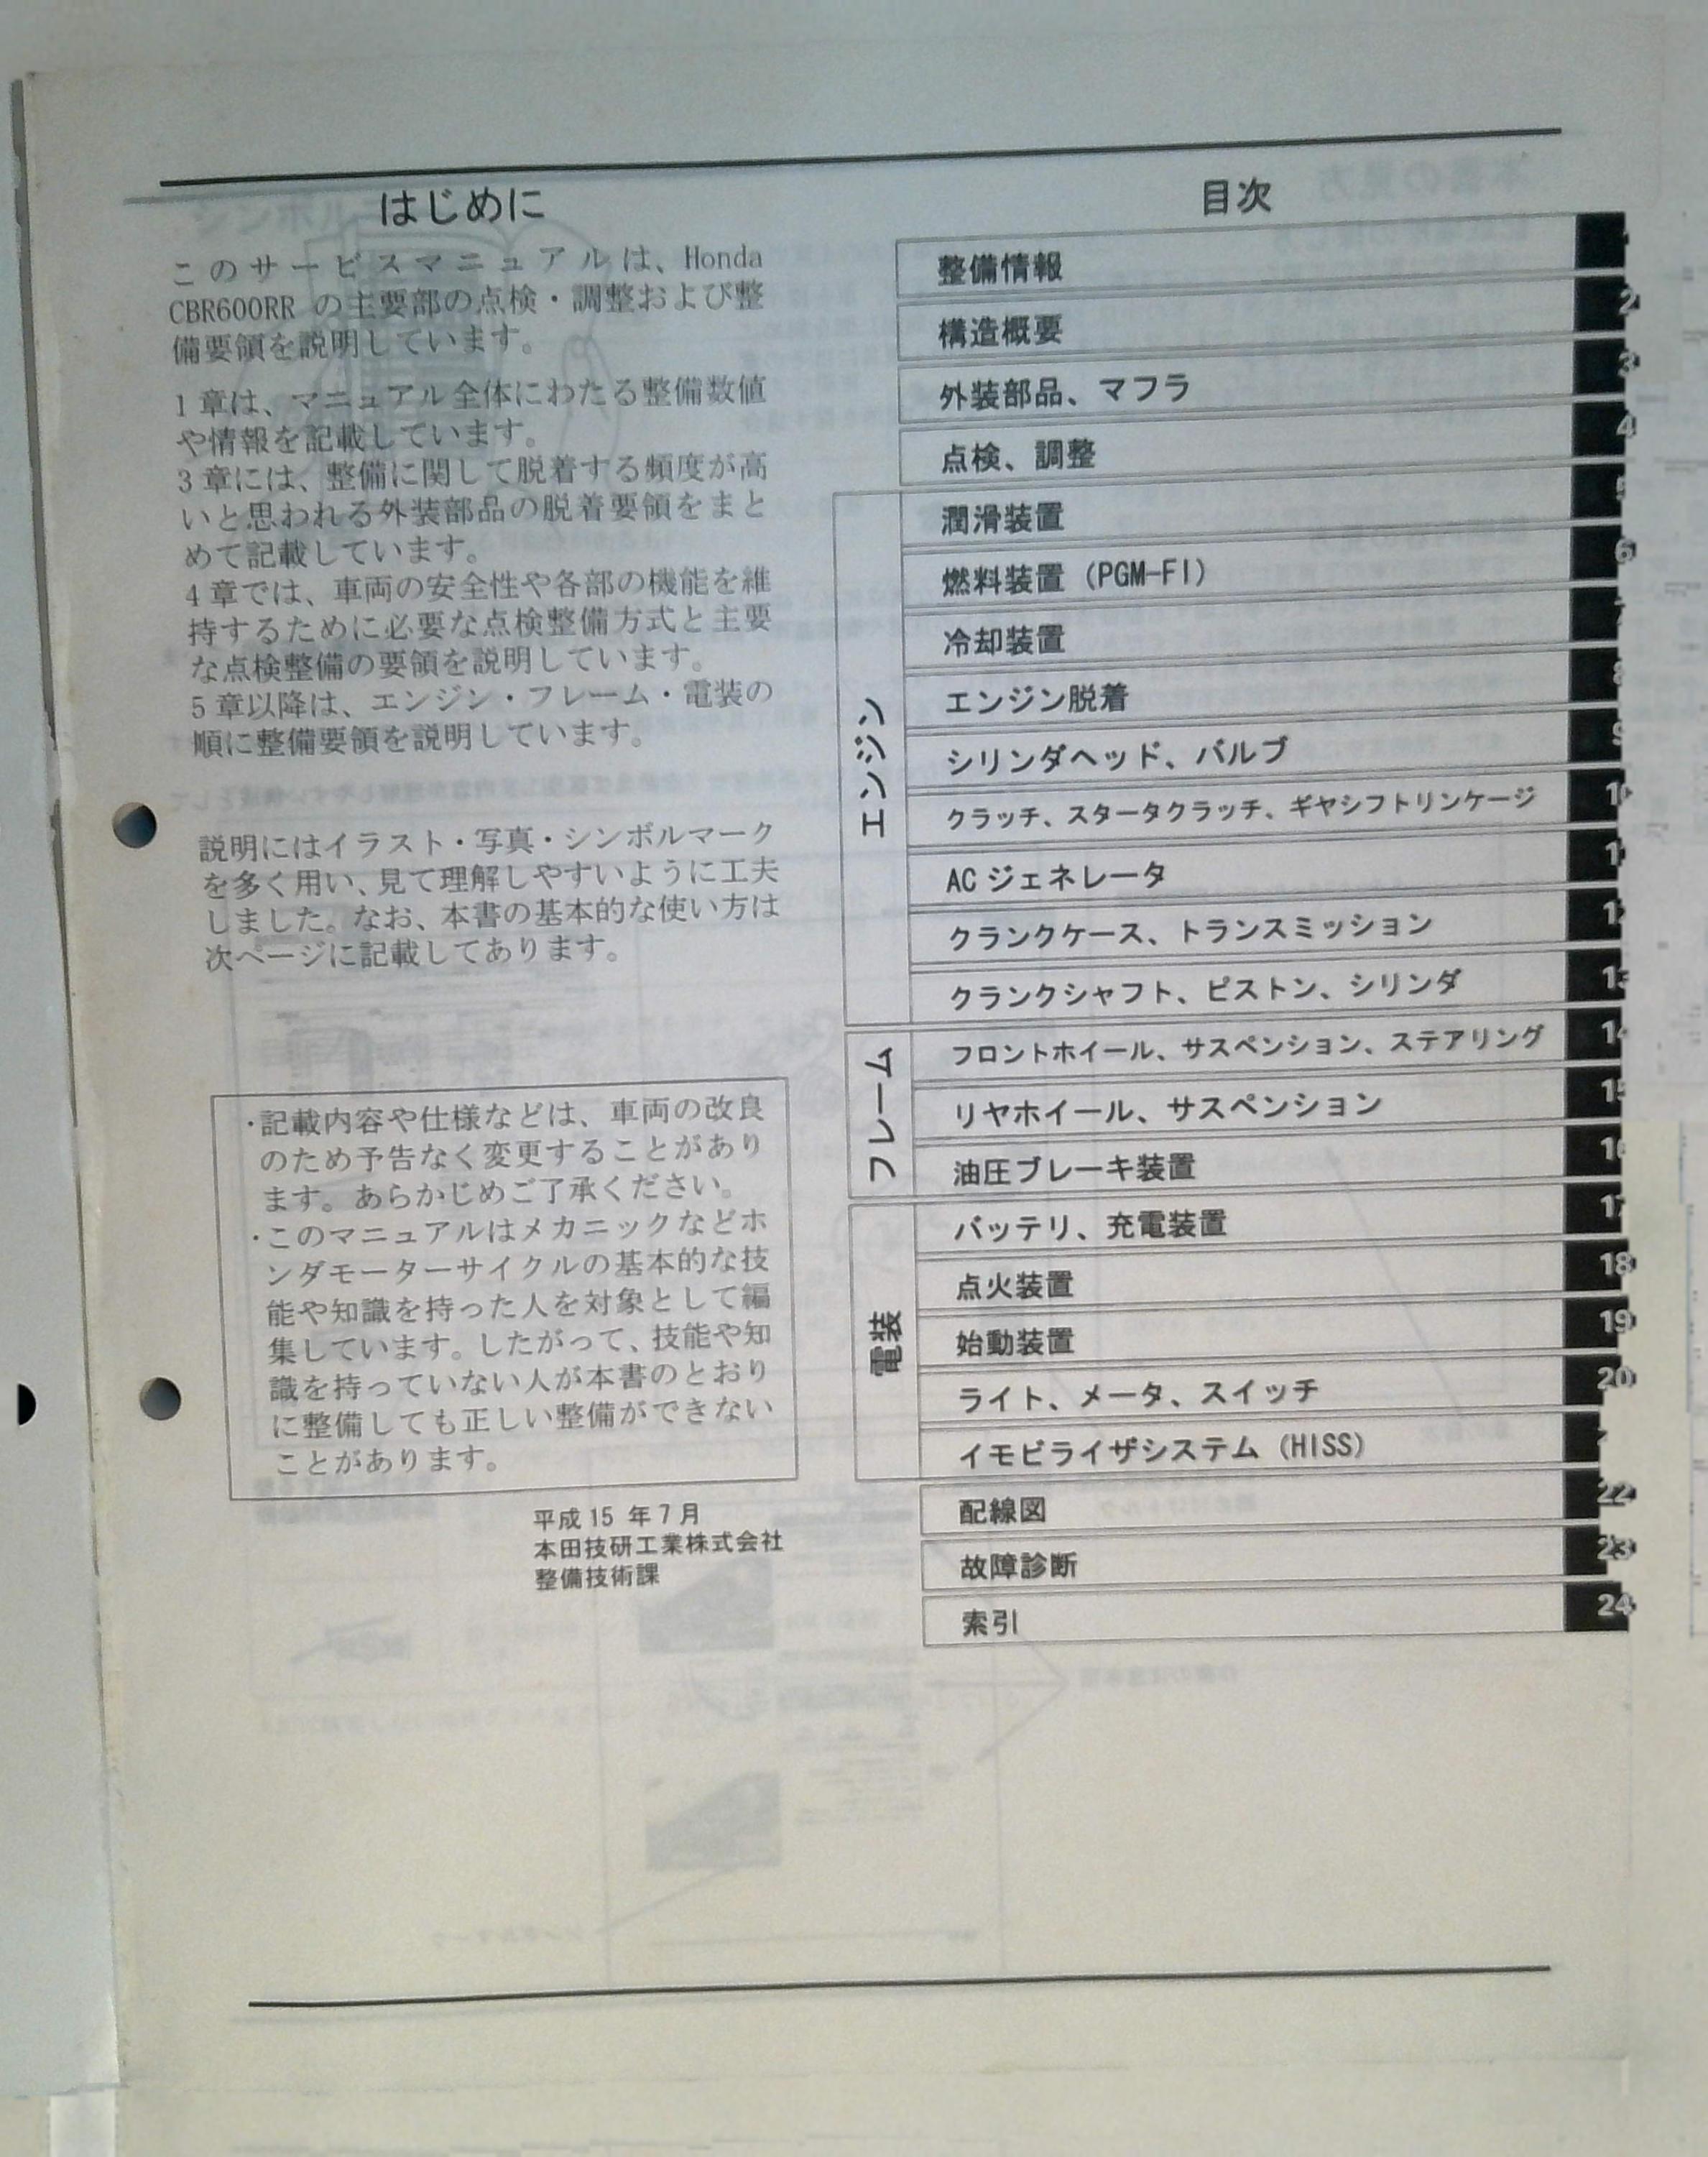 はじめに
このサービスマニュアルは、Honda
CBR600RR の主要部の点検・調整および整
備要領を説明しています。
1 章は、マニュアル全体にわたる整備数値
や情報を記載しています。
3 章には、整備に関して脱着する頻度が高
いと思われる外装部品の脱着要領をまと
めて記載しています。
4 章では、車両の安全性や各部の機能を維
持するために必要な点検整備方式と主要
な点検整備の要領を説明しています。
5 章以降は、エンジン・フレーム・電装の
順に整備要領を説明しています。
説明にはイラスト・写真・シンボルマーク
を多く用い、見て理解しやすいように工夫
しました。なお、本書の基本的な使い方は
次ページに記載してあります。
・記載内容や仕様などは、車両の改良
のため予告なく変更することがあり
ます。あらかじめご了承ください。
・このマニュアルはメカニックなどホ
ンダモーターサイクルの基本的な技
能や知識を持った人を対象として編
集しています。したがって、技能や知
識を持っていない人が本書のとおり
に整備しても正しい整備ができない
ことがあります。
平成 15 年 7 月
本田技研工業株式会社
整備技術課
目次
整備情報
構造概要 2
外装部品、マフラ 3
点検、調整 4
エンジン
潤滑装置 5
燃料装置 (PGM-FI) 6
冷却装置 7
エンジン脱着 8
シリンダヘッド、バルブ 9
クラッチ、スタータクラッチ、ギヤシフトリンケージ 10
AC ジェネレータ 11
クランクケース、トランスミッション 12
クランクシャフト、ピストン、シリンダ 13
フレーム
フロントホイール、サスペンション、ステアリング 14
リヤホイール、サスペンション 15
油圧ブレーキ装置 16
電装
バッテリ、充電装置 17
点火装置 18
始動装置 19
ライト、メータ、スイッチ 20
イモビライザシステム (HISS)
配線図 22
故障診断 23
索引 24